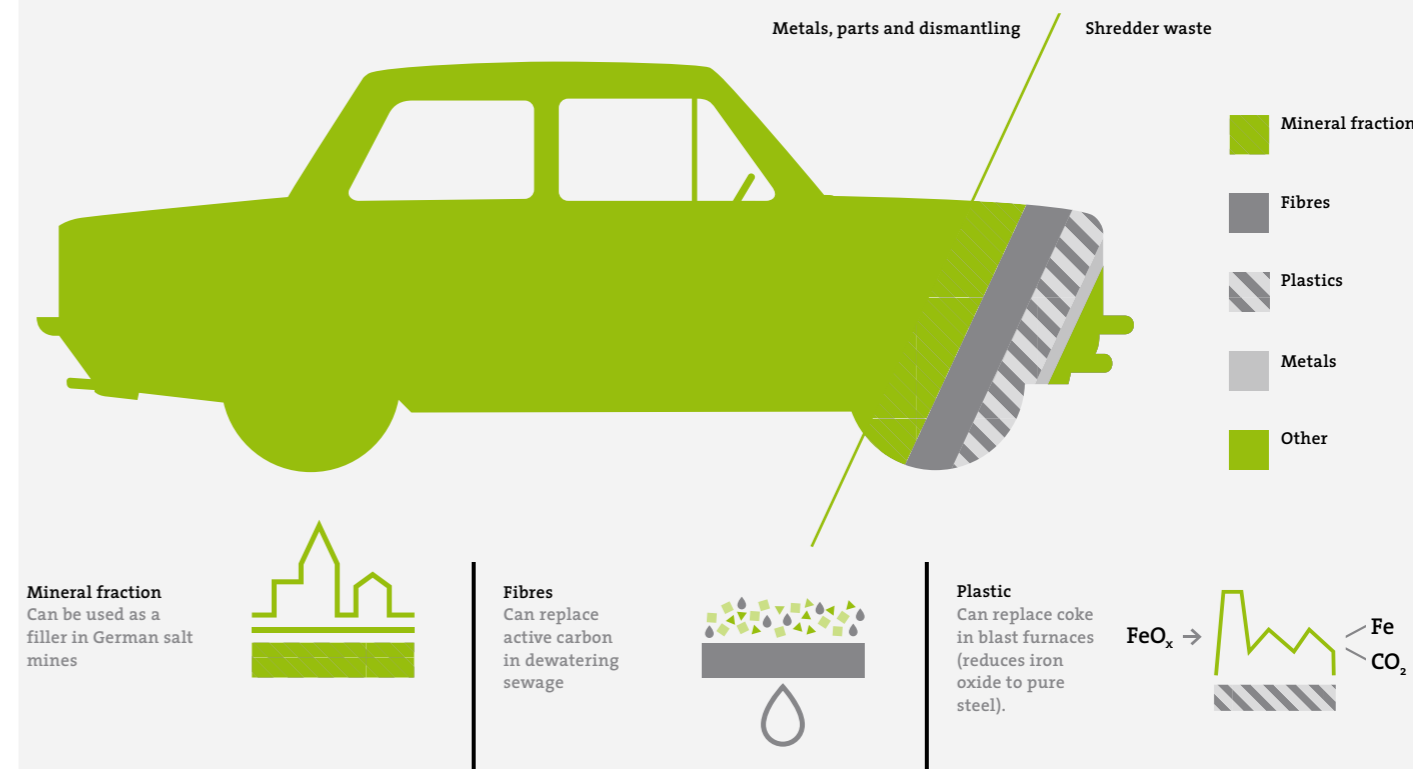 Metals, parts and dismantling
Shredder waste
Mineral fraction
Fibres
Plastics
Metals
Other
Mineral fraction
Can be used as a
filler in German salt
mines
Fibres
Can replace
active carbon
in dewatering
sewage
Plastic
Can replace coke
in blast furnaces
(reduces iron
oxide to pure
steel).
FeOₓ →
Fe
CO₂